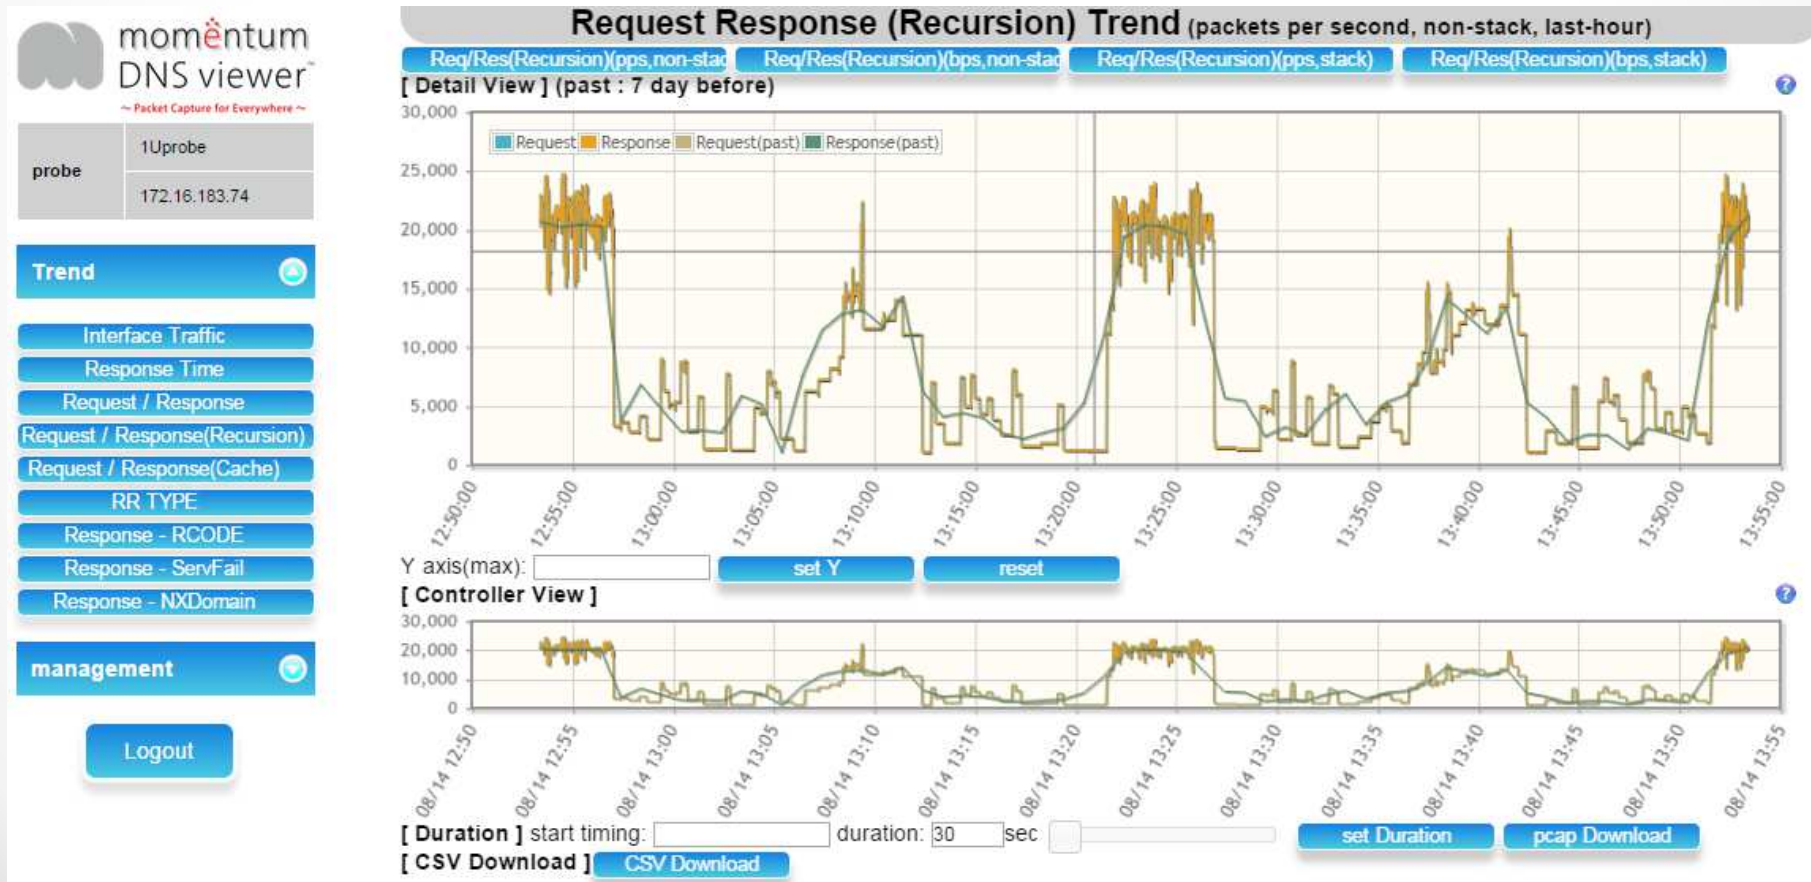 momëntum
DNS viewer™
~ Packet Capture for Everywhere ~
probe
1Uprobe
172.16.183.74
Trend
Interface Traffic
Response Time
Request / Response
Request / Response(Recursion)
Request / Response(Cache)
RR TYPE
Response - RCODE
Response - ServFail
Response - NXDomain
management
Logout
Request Response (Recursion) Trend (packets per second, non-stack, last-hour)
Req/Res(Recursion)(pps,non-stac Req/Res(Recursion)(bps,non-stac Req/Res(Recursion)(pps,stack) Req/Res(Recursion)(bps,stack)
[ Detail View ] (past : 7 day before)
?
30,000
Request Response Request(past) Response(past)
25,000
20,000
15,000
10,000
5,000
0
12:50:00 12:55:00 13:00:00 13:05:00 13:10:00 13:15:00 13:20:00 13:25:00 13:30:00 13:35:00 13:40:00 13:45:00 13:50:00 13:55:00
Y axis(max): set Y reset
[ Controller View ]
?
30,000
20,000
10,000
0
08/14 12:50 08/14 12:55 08/14 13:00 08/14 13:05 08/14 13:10 08/14 13:15 08/14 13:20 08/14 13:25 08/14 13:30 08/14 13:35 08/14 13:40 08/14 13:45 08/14 13:50 08/14 13:55
[ Duration ] start timing: duration: 30 sec set Duration pcap Download
[ CSV Download ] CSV Download